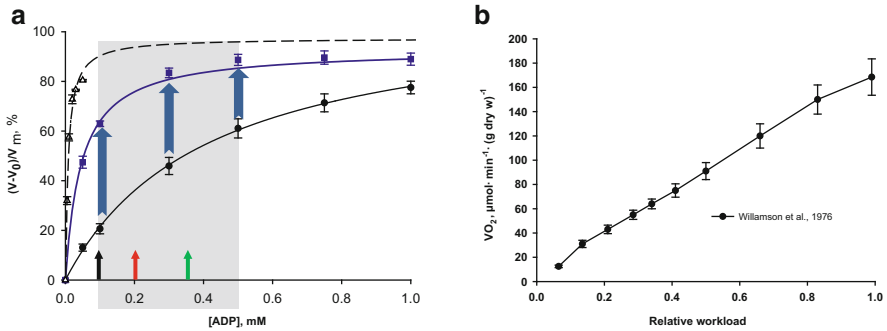 a
(V-V0)/Vm, %
100
80
60
40
20
0
0.0 0.2 0.4 0.6 0.8 1.0
[ADP], mM
b
VO2, µmol· min-1· (g dry w)-1
200
180
160
140
120
100
80
60
40
20
0
Willamson et al., 1976
0.0 0.2 0.4 0.6 0.8 1.0
Relative workload